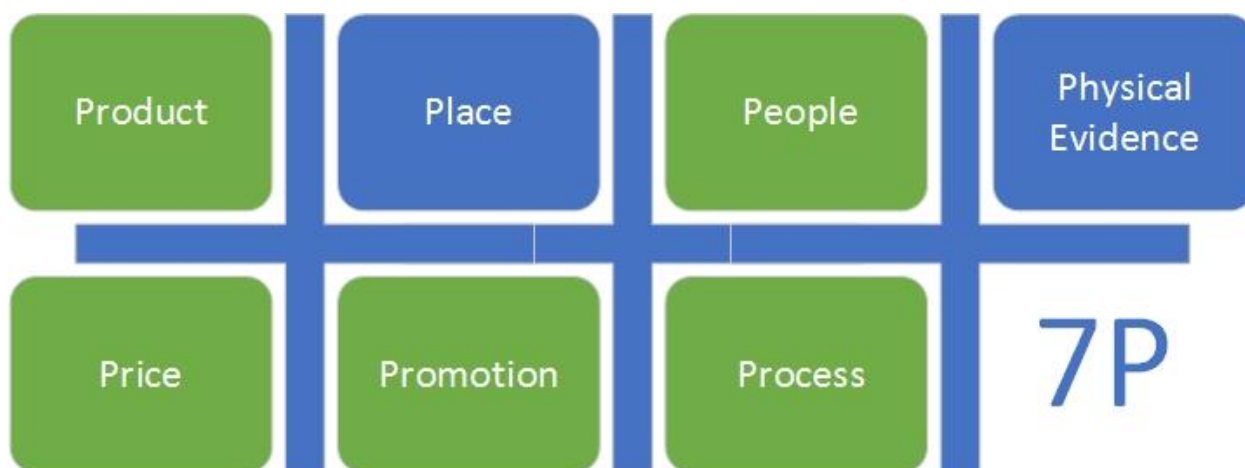 Product
Place
People
Physical
Evidence
Price
Promotion
Process
7P